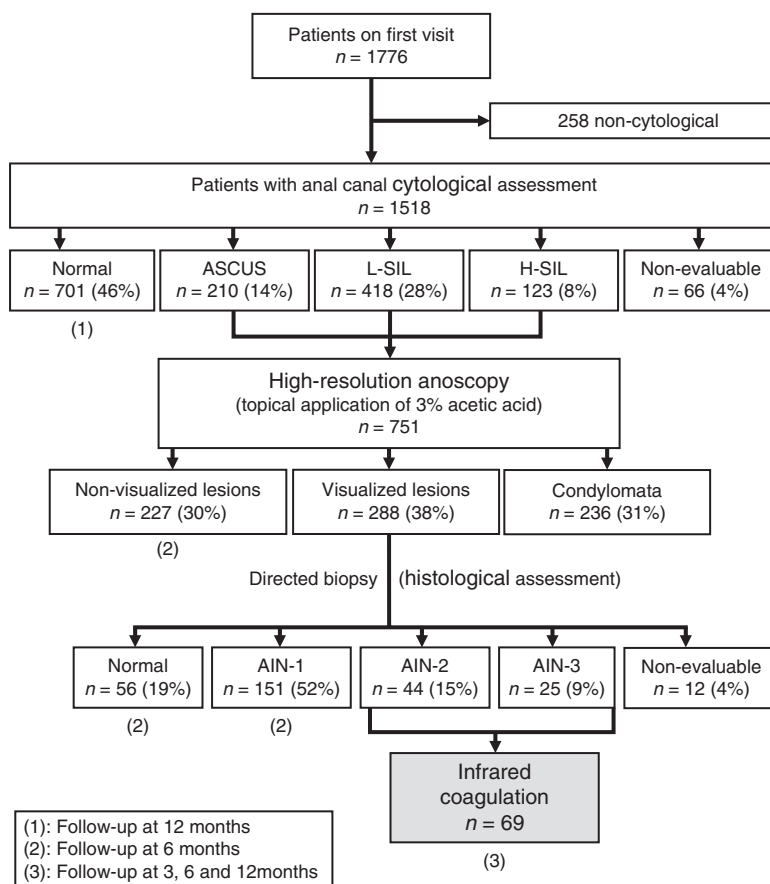 Patients on first visit
n = 1776
258 non-cytological
Patients with anal canal cytological assessment
n = 1518
Normal
n = 701 (46%)
ASCUS
n = 210 (14%)
L-SIL
n = 418 (28%)
H-SIL
n = 123 (8%)
Non-evaluable
n = 66 (4%)
(1)
High-resolution anoscopy
(topical application of 3% acetic acid)
n = 751
Non-visualized lesions
n = 227 (30%)
Visualized lesions
n = 288 (38%)
Condylomata
n = 236 (31%)
(2)
Directed biopsy (histological assessment)
Normal
n = 56 (19%)
AIN-1
n = 151 (52%)
AIN-2
n = 44 (15%)
AIN-3
n = 25 (9%)
Non-evaluable
n = 12 (4%)
(2)
(2)
Infrared
coagulation
n = 69
(3)
(1): Follow-up at 12 months
(2): Follow-up at 6 months
(3): Follow-up at 3, 6 and 12months